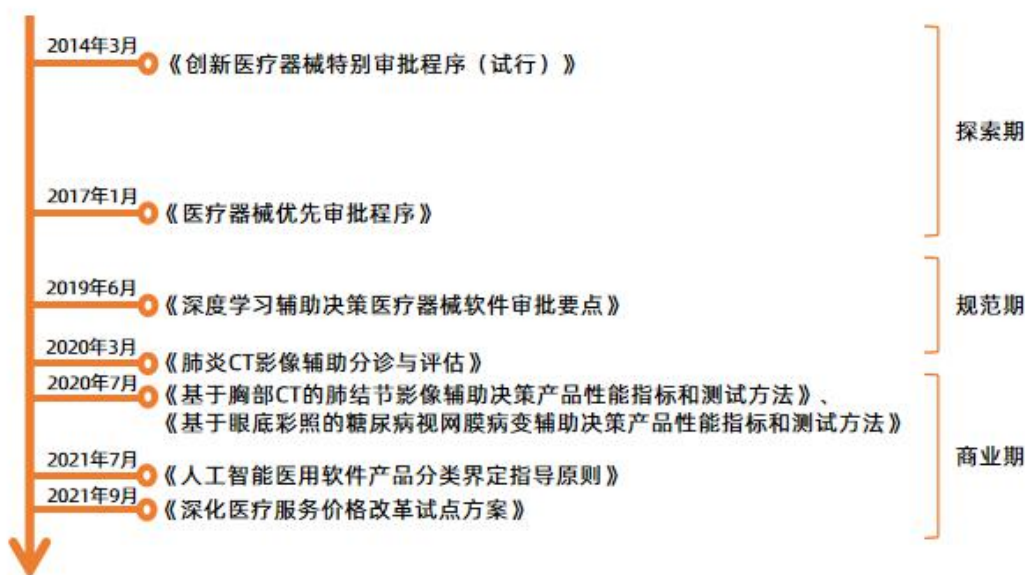 2014年3月
《创新医疗器械特别审批程序（试行）》
探索期
2017年1月
《医疗器械优先审批程序》
2019年6月
《深度学习辅助决策医疗器械软件审批要点》
规范期
2020年3月
《肺炎CT影像辅助分诊与评估》
2020年7月
《基于胸部CT的肺结节影像辅助决策产品性能指标和测试方法》、
《基于眼底彩照的糖尿病视网膜病变辅助决策产品性能指标和测试方法》
商业期
2021年7月
《人工智能医用软件产品分类界定指导原则》
2021年9月
《深化医疗服务价格改革试点方案》